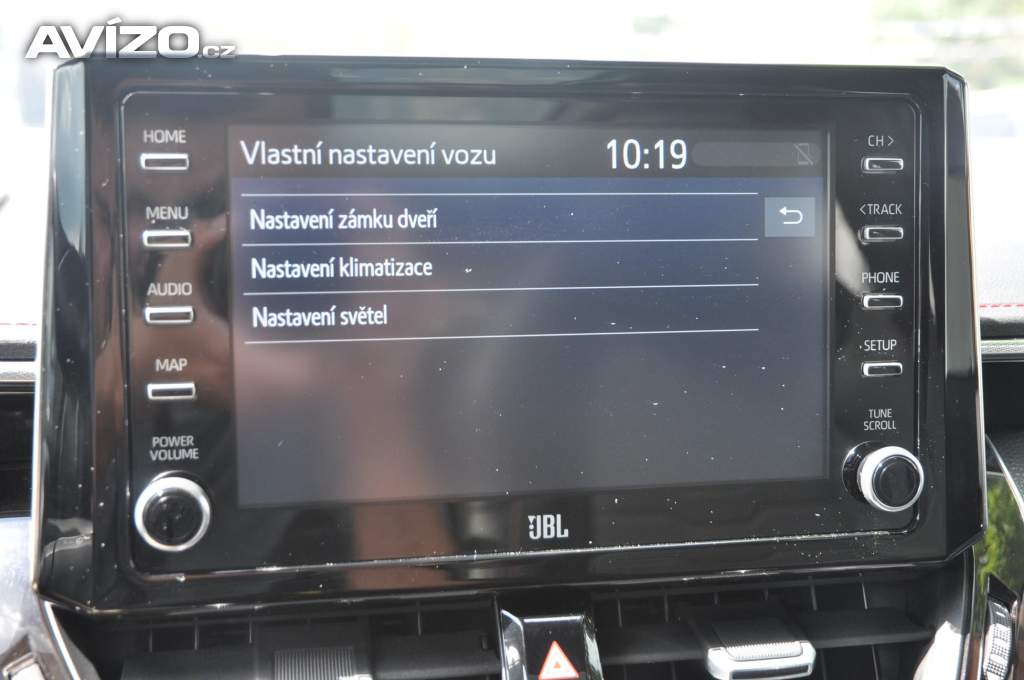 AVÍZO.cz
HOME
MENU
AUDIO
MAP
POWER
VOLUME
Vlastní nastavení vozu 10:19
Nastavení zámku dveří
Nastavení klimatizace
Nastavení světel
CH >
< TRACK
PHONE
SETUP
TUNE
SCROLL
JBL